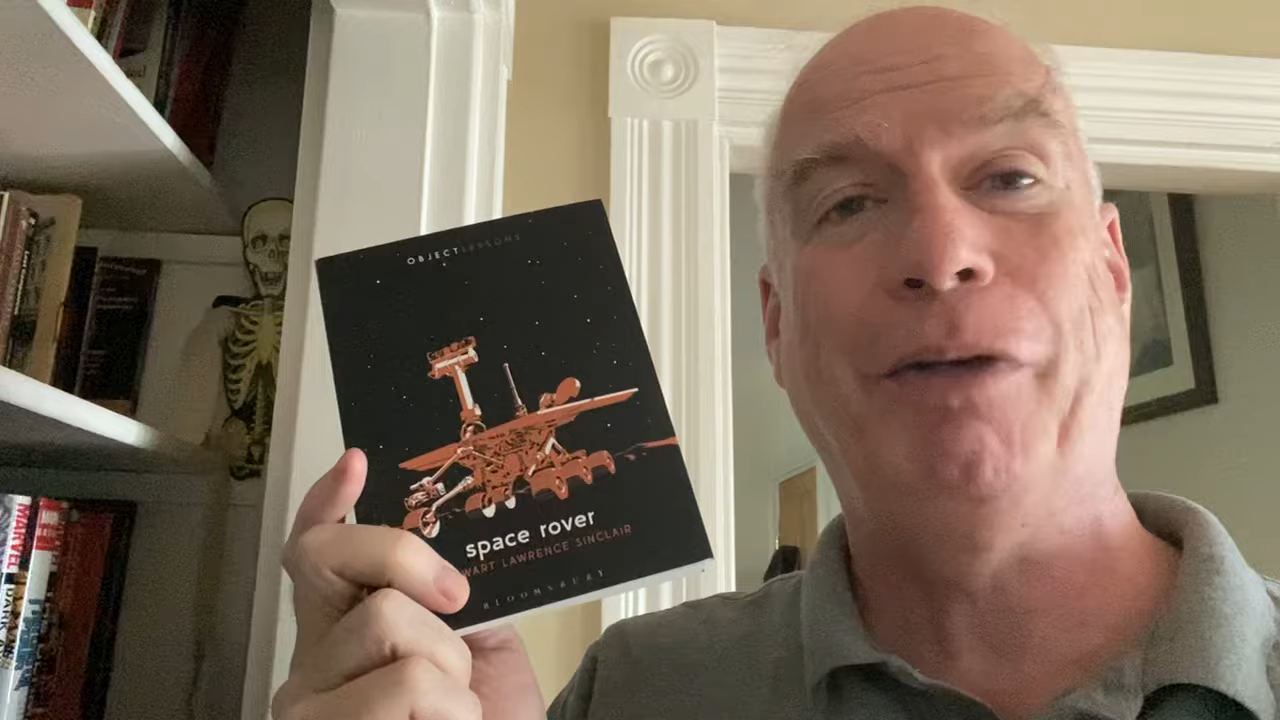 OBJECTLESSONS
space rover
WART LAWRENCE SINCLAIR
BLOOMSBURY
MARVEL